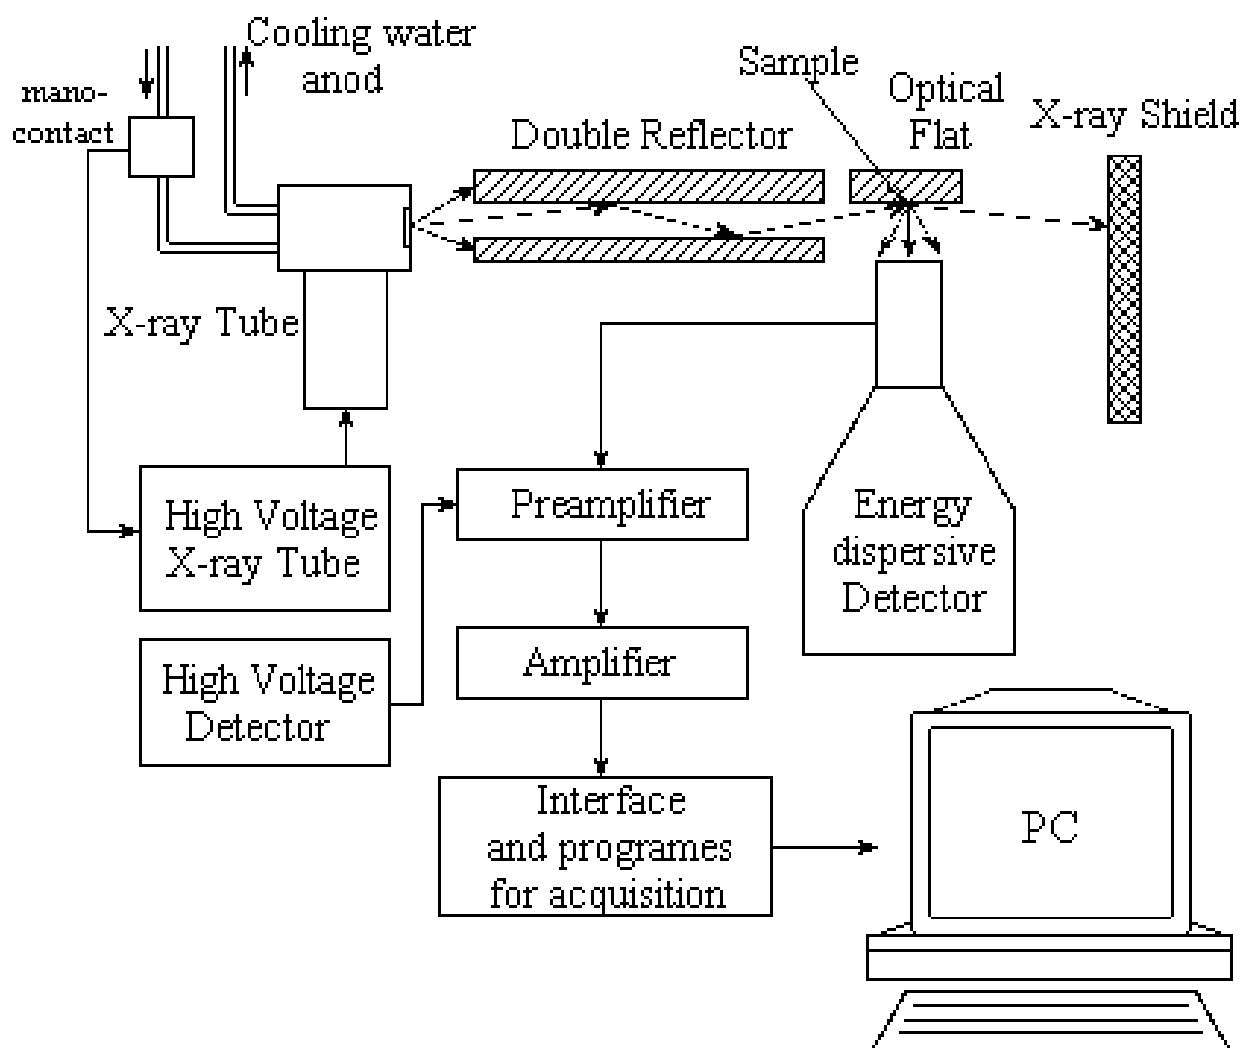 Cooling water
anod
mano-
contact
Sample
Optical
Flat
X-ray Shield
Double Reflector
X-ray Tube
High Voltage
X-ray Tube
Preamplifier
Energy
dispersive
Detector
High Voltage
Detector
Amplifier
Interface
and programes
for acquisition
PC